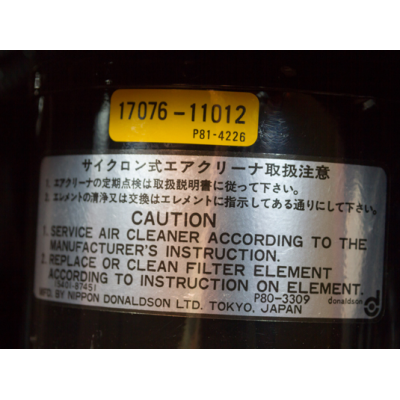 17076-11012
P81-4226
サイクロン式エアクリーナ取扱注意
1. エアクリーナの定期点検は取扱説明書に従って下さい。
2. エレメントの清浄又は交換はエレメントに指示してある通りにして下さい。
CAUTION
1. SERVICE AIR CLEANER ACCORDING TO THE
MANUFACTURER'S INSTRUCTION.
2. REPLACE OR CLEAN FILTER ELEMENT
ACCORDING TO INSTRUCTION ON ELEMENT.
(5401-8745) P80-3309
MFD. BY NIPPON DONALDSON LTD. TOKYO, JAPAN
donaldson